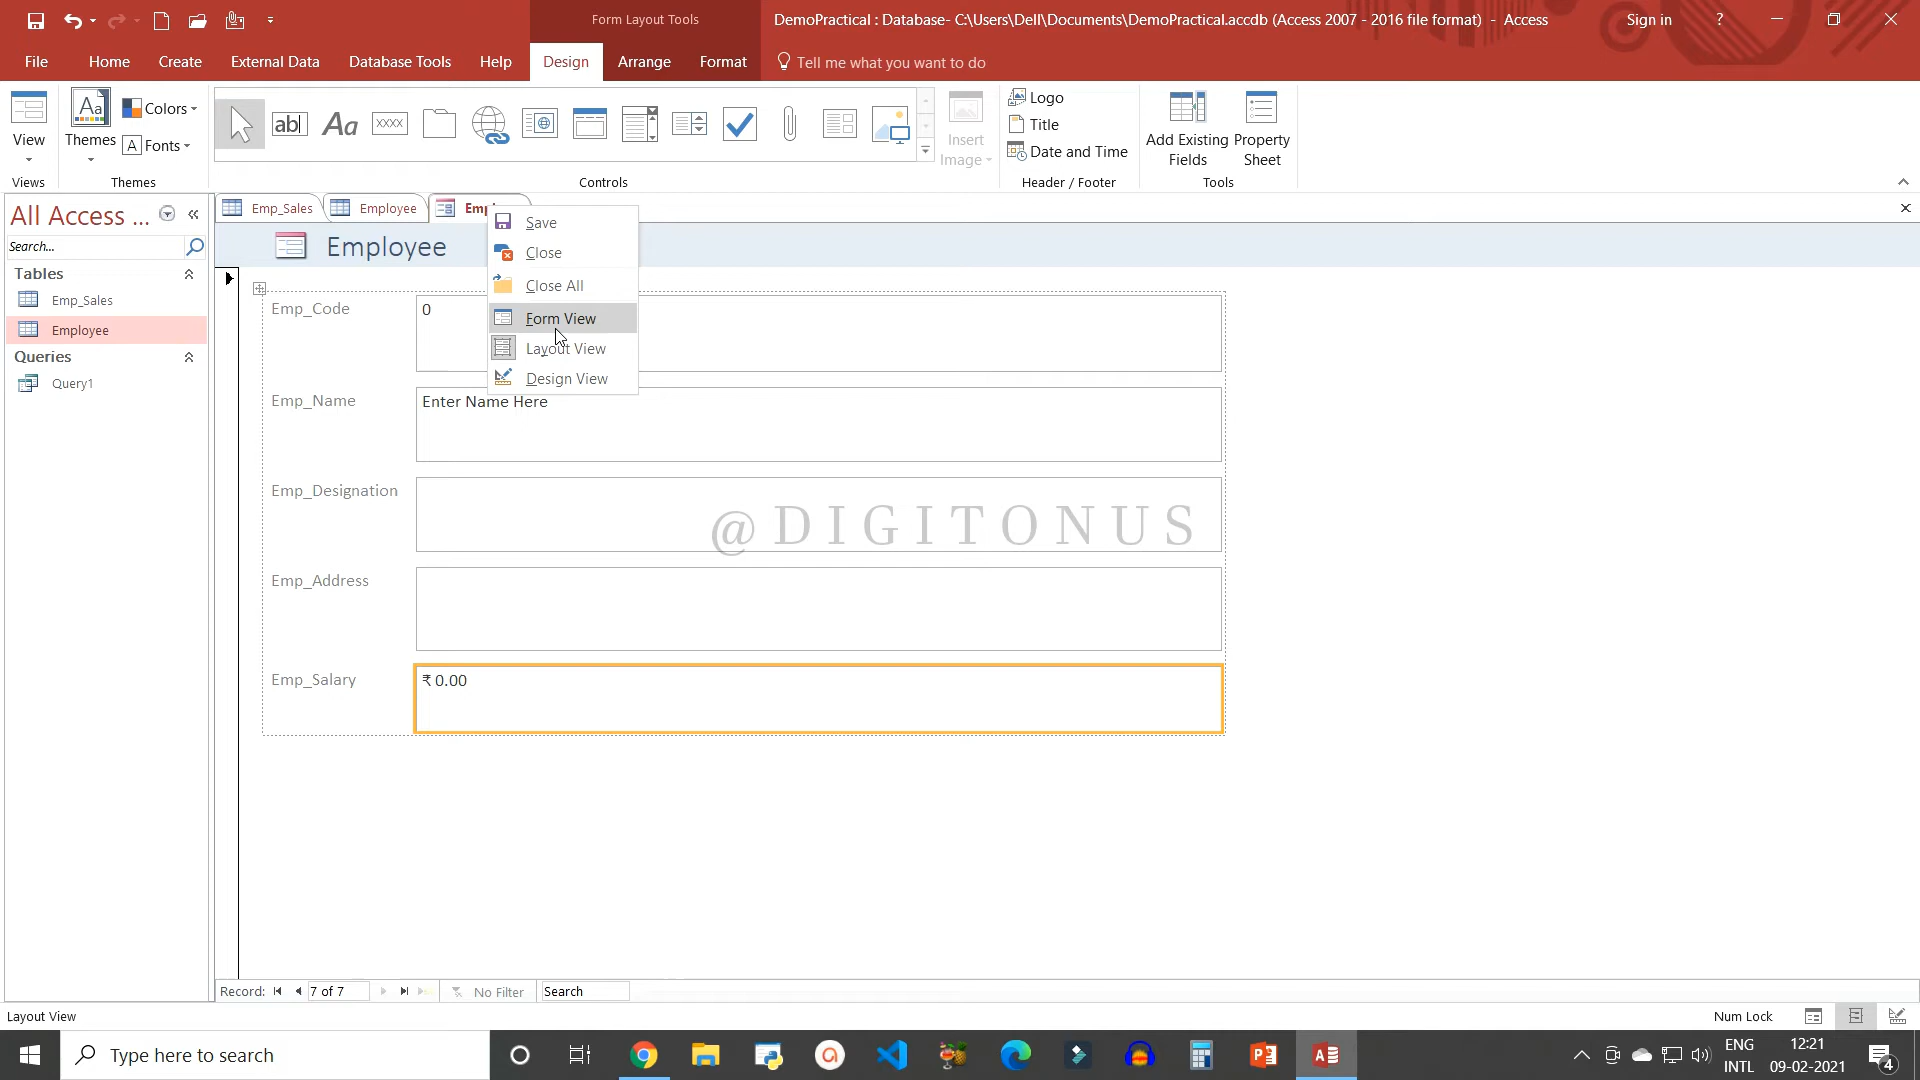 Form Layout Tools
DemoPractical : Database- C:\Users\Dell\Documents\DemoPractical.accdb (Access 2007 - 2016 file format) - Access
Sign in
?
File
Home
Create
External Data
Database Tools
Help
Design
Arrange
Format
Tell me what you want to do
View
Themes
Aa
Colors
A Fonts
ab|
Aa
XXXX
Insert
Image
Logo
Title
Date and Time
Add Existing
Fields
Property
Sheet
Views
Themes
Controls
Header / Footer
Tools
All Access ...
Search...
Tables
Emp_Sales
Employee
Queries
Query1
Emp_Sales
Employee
Save
Close
Close All
Form View
Layout View
Design View
Employee
Emp_Code
0
Emp_Name
Enter Name Here
Emp_Designation
@DIGITONUS
Emp_Address
Emp_Salary
₹ 0.00
Record:
7 of 7
No Filter
Search
Layout View
Num Lock
Type here to search
ENG
INTL
12:21
09-02-2021
4